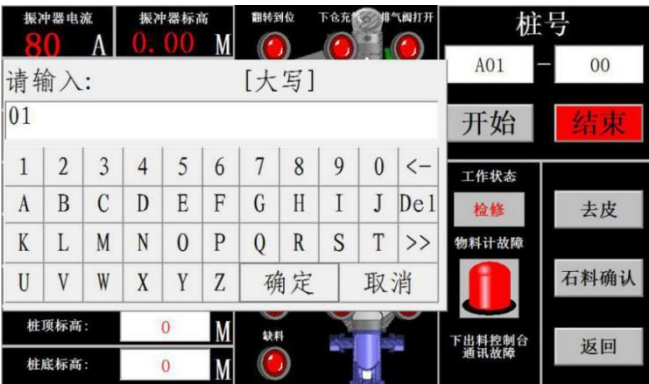 振冲器电流
80 A
振冲器标高
0.00 M
翻转到位
下仓充
排气阀打开
桩号
A01 - 00
开始
结束
请输入: [大写]
01
1 2 3 4 5 6 7 8 9 0 <-
A B C D E F G H I J Del
K L M N O P Q R S T >>
U V W X Y Z 确定 取消
工作状态
检修
物料计故障
下出料控制台
通讯故障
去皮
石料确认
返回
桩顶标高: 0 M
桩底标高: 0 M
缺料